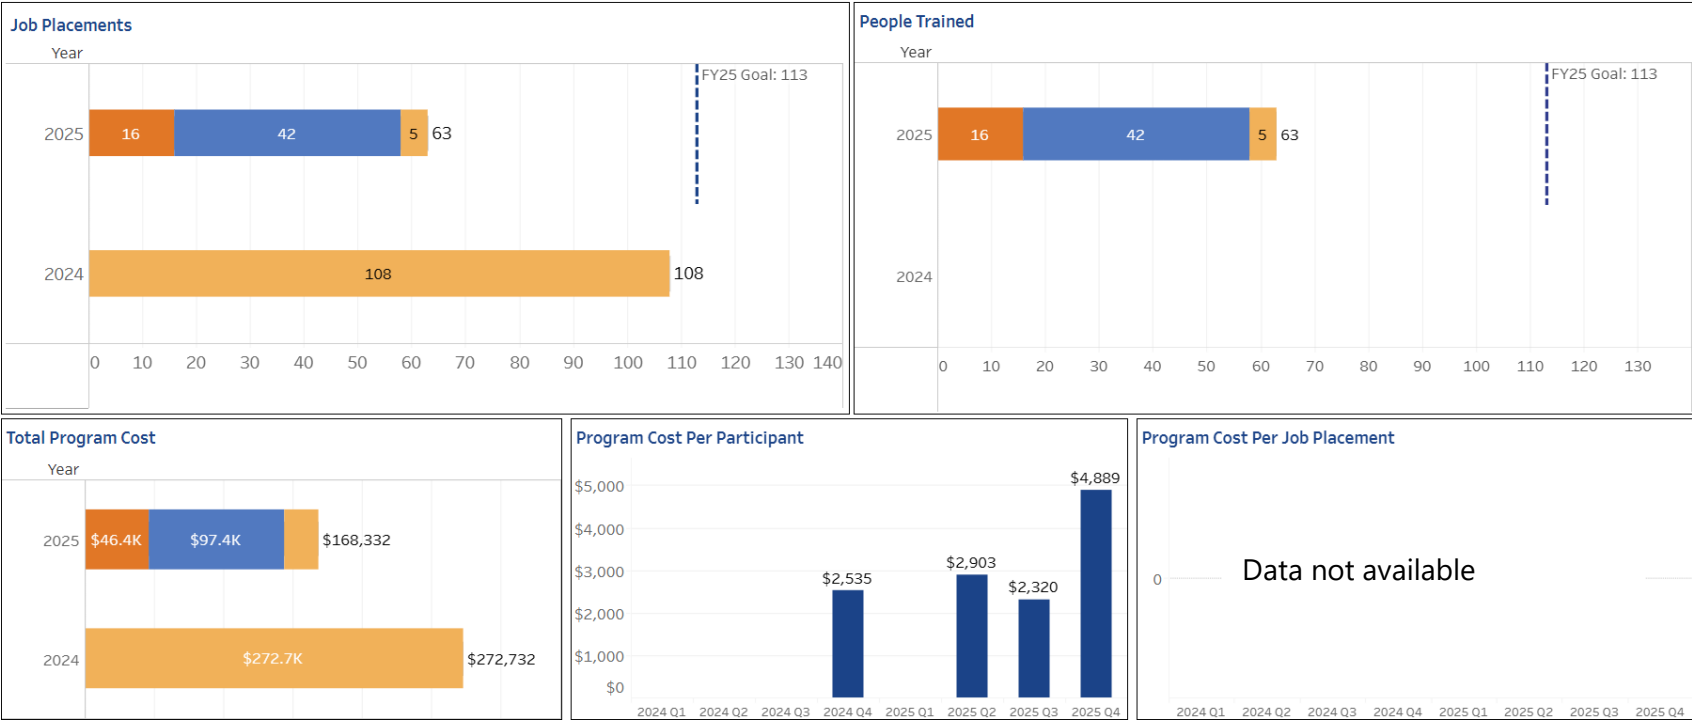 Job Placements
Year
FY25 Goal: 113
2025 16 42 5 63
2024 108 108
0 10 20 30 40 50 60 70 80 90 100 110 120 130 140
People Trained
Year
FY25 Goal: 113
2025 16 42 5 63
2024
0 10 20 30 40 50 60 70 80 90 100 110 120 130
Total Program Cost
Year
2025 $46.4K $97.4K $168,332
2024 $272.7K $272,732
Program Cost Per Participant
$5,000
$4,000
$3,000
$2,000
$1,000
$0
$2,535
$2,903
$2,320
$4,889
2024 Q1 2024 Q2 2024 Q3 2024 Q4 2025 Q1 2025 Q2 2025 Q3 2025 Q4
Program Cost Per Job Placement
0 Data not available
2024 Q1 2024 Q2 2024 Q3 2024 Q4 2025 Q1 2025 Q2 2025 Q3 2025 Q4